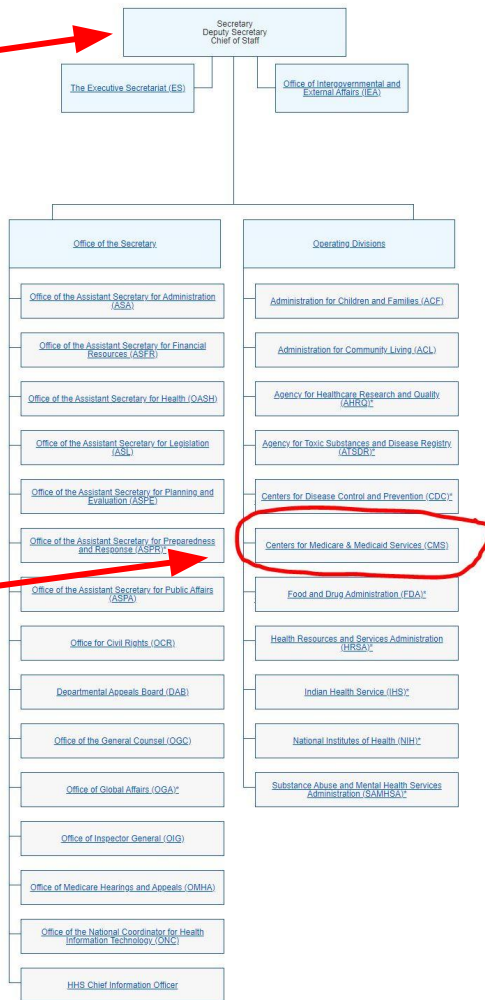 Secretary
Deputy Secretary
Chief of Staff
The Executive Secretariat (ES)
Office of Intergovernmental and
External Affairs (IEA)
Office of the Secretary
Office of the Assistant Secretary for Administration
(ASA)
Office of the Assistant Secretary for Financial
Resources (ASFR)
Office of the Assistant Secretary for Health (OASH)
Office of the Assistant Secretary for Legislation
(ASL)
Office of the Assistant Secretary for Planning and
Evaluation (ASPE)
Office of the Assistant Secretary for Preparedness
and Response (ASPR)*
Office of the Assistant Secretary for Public Affairs
(ASPA)
Office for Civil Rights (OCR)
Departmental Appeals Board (DAB)
Office of the General Counsel (OGC)
Office of Global Affairs (OGA)*
Office of Inspector General (OIG)
Office of Medicare Hearings and Appeals (OMHA)
Office of the National Coordinator for Health
Information Technology (ONC)
HHS Chief Information Officer
Operating Divisions
Administration for Children and Families (ACF)
Administration for Community Living (ACL)
Agency for Healthcare Research and Quality
(AHRQ)*
Agency for Toxic Substances and Disease Registry
(ATSDR)*
Centers for Disease Control and Prevention (CDC)*
Centers for Medicare & Medicaid Services (CMS)
Food and Drug Administration (FDA)*
Health Resources and Services Administration
(HRSA)*
Indian Health Service (IHS)*
National Institutes of Health (NIH)*
Substance Abuse and Mental Health Services
Administration (SAMHSA)*